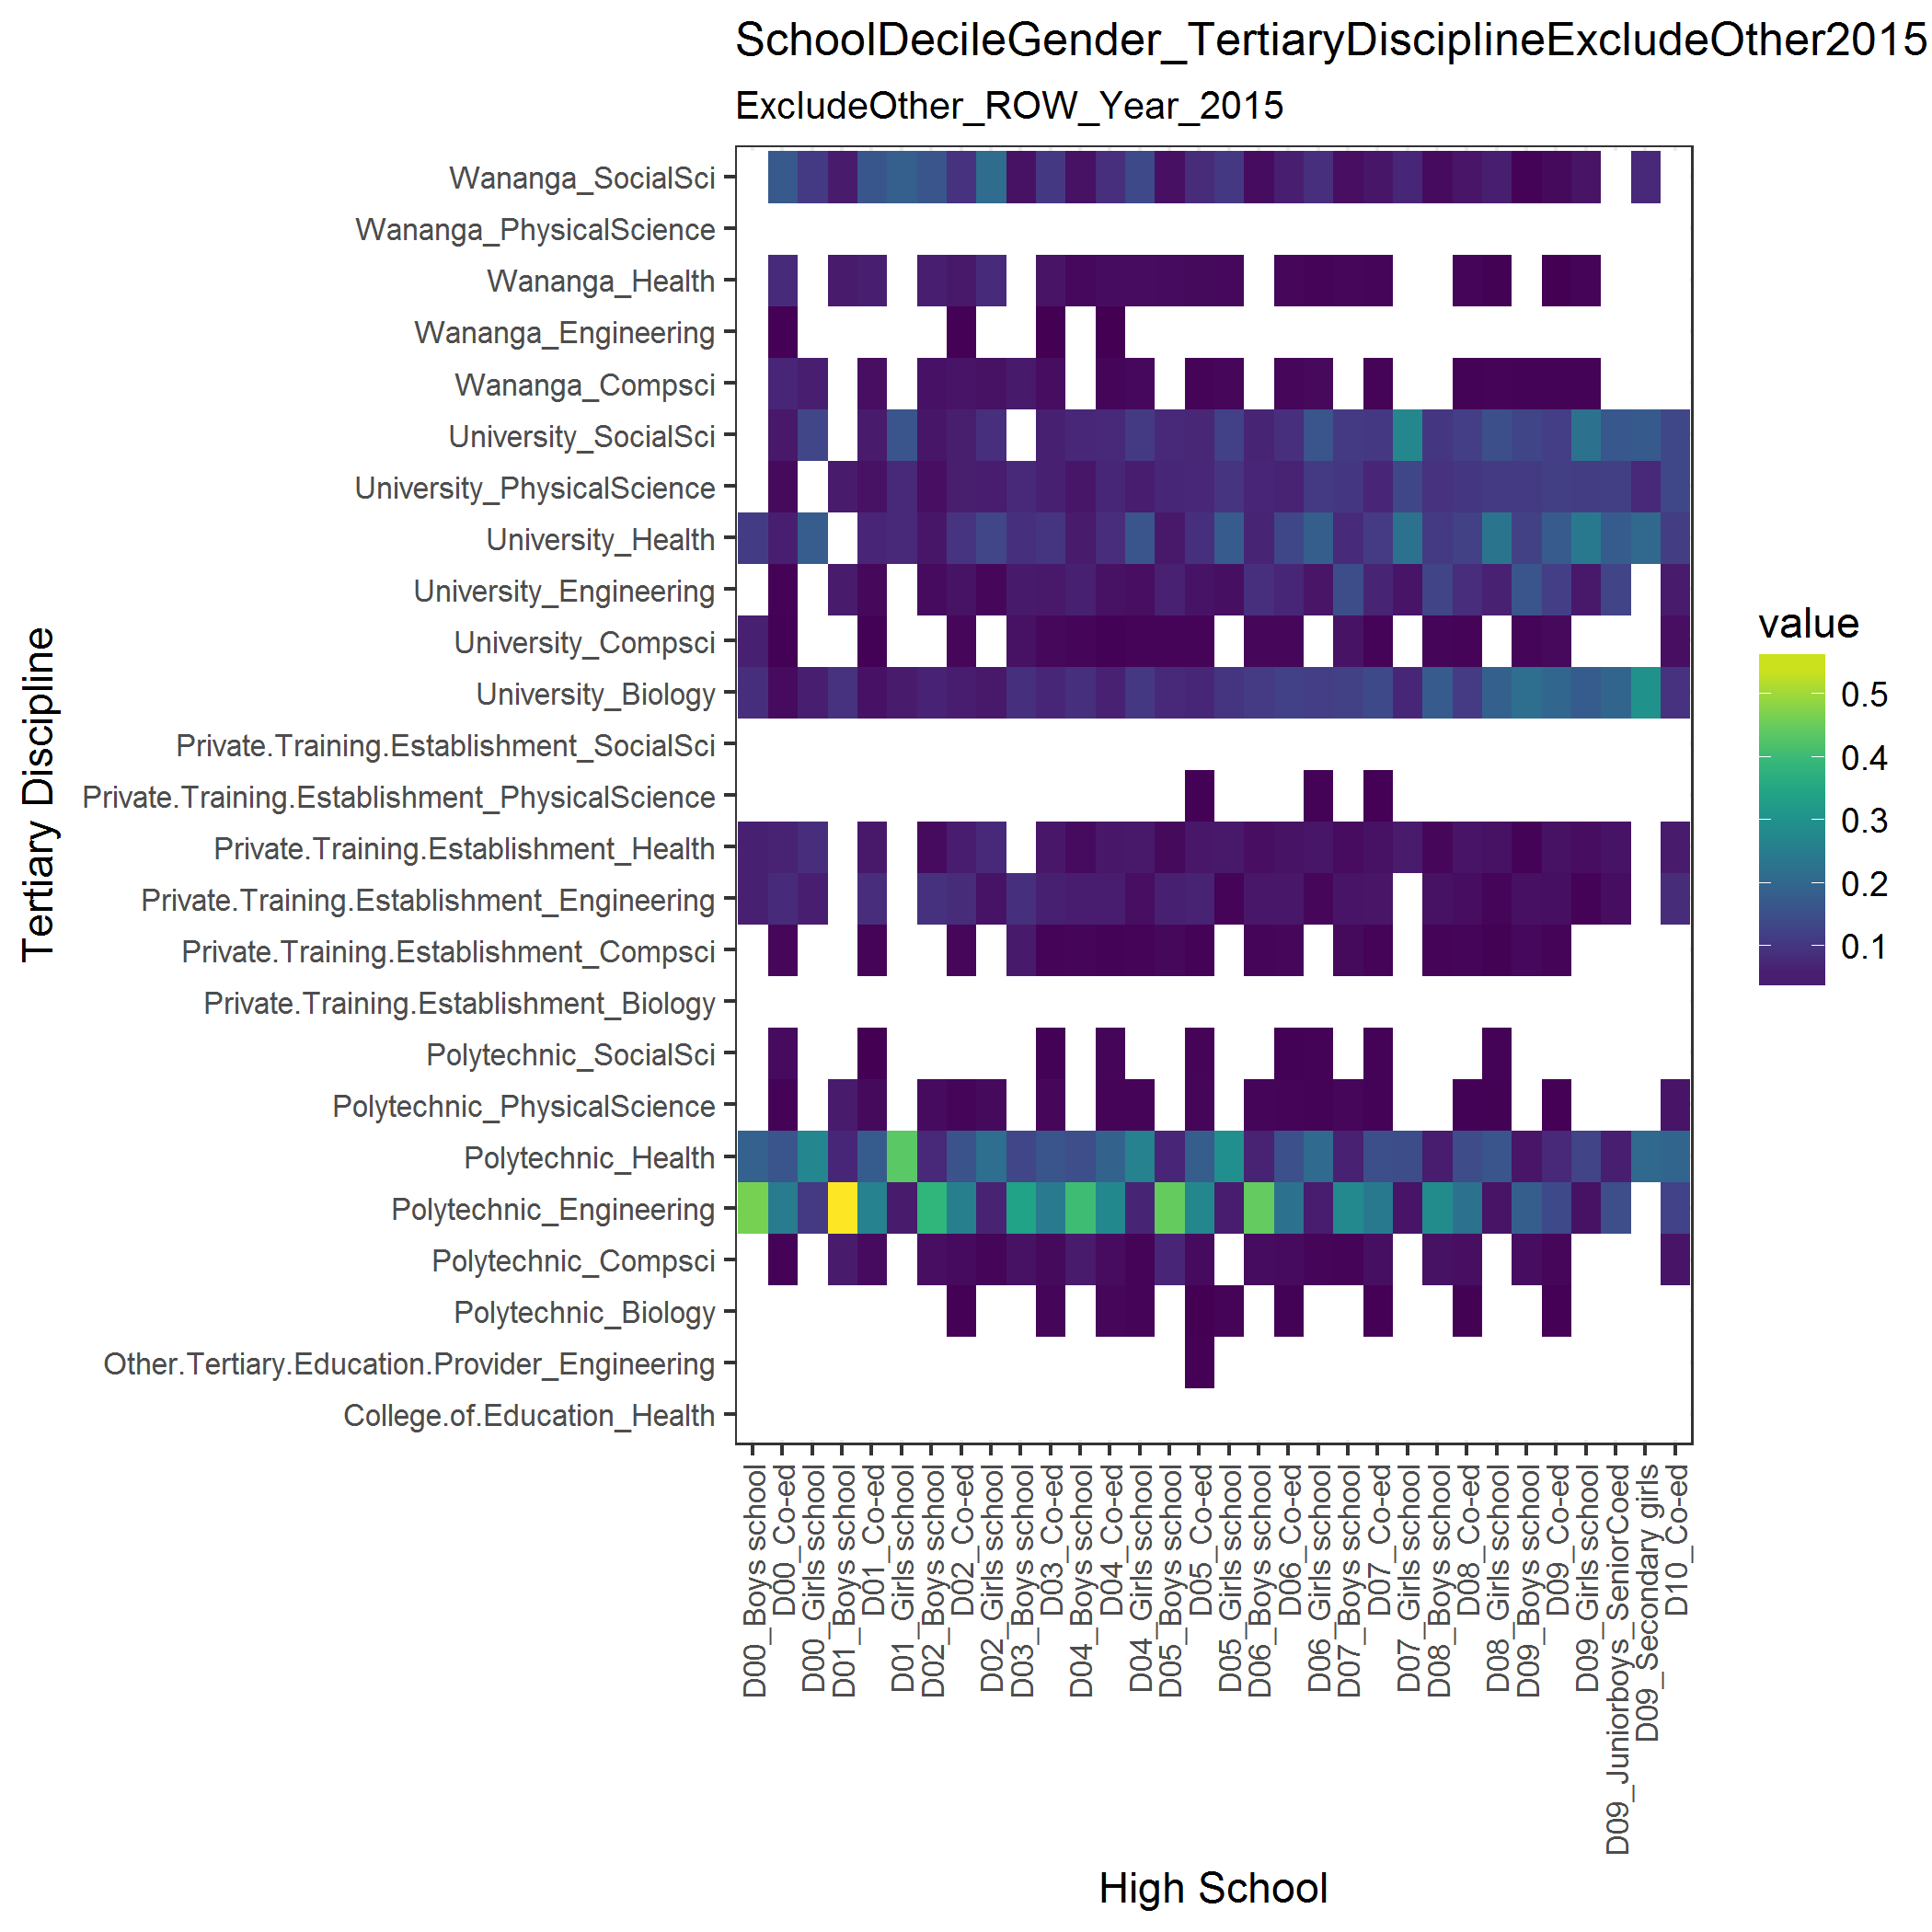 SchoolDecileGender_TertiaryDisciplineExcludeOther2015
ExcludeOther_ROW_Year_2015
Tertiary Discipline
Wananga_SocialSci
Wananga_PhysicalScience
Wananga_Health
Wananga_Engineering
Wananga_Compsci
University_SocialSci
University_PhysicalScience
University_Health
University_Engineering
University_Compsci
University_Biology
Private.Training.Establishment_SocialSci
Private.Training.Establishment_PhysicalScience
Private.Training.Establishment_Health
Private.Training.Establishment_Engineering
Private.Training.Establishment_Compsci
Private.Training.Establishment_Biology
Polytechnic_SocialSci
Polytechnic_PhysicalScience
Polytechnic_Health
Polytechnic_Engineering
Polytechnic_Compsci
Polytechnic_Biology
Other.Tertiary.Education.Provider_Engineering
College.of.Education_Health
D00_Boys school
D00_Co-ed
D00_Girls school
D01_Boys school
D01_Co-ed
D01_Girls school
D02_Boys school
D02_Co-ed
D02_Girls school
D03_Boys school
D03_Co-ed
D04_Boys school
D04_Co-ed
D04_Girls school
D05_Boys school
D05_Co-ed
D05_Girls school
D06_Boys school
D06_Co-ed
D06_Girls school
D07_Boys school
D07_Co-ed
D07_Girls school
D08_Boys school
D08_Co-ed
D08_Girls school
D09_Boys school
D09_Co-ed
D09_Girls school
D09_Juniorboys_SeniorCoed
D09_Secondary girls
D10_Co-ed
High School
value
0.5
0.4
0.3
0.2
0.1